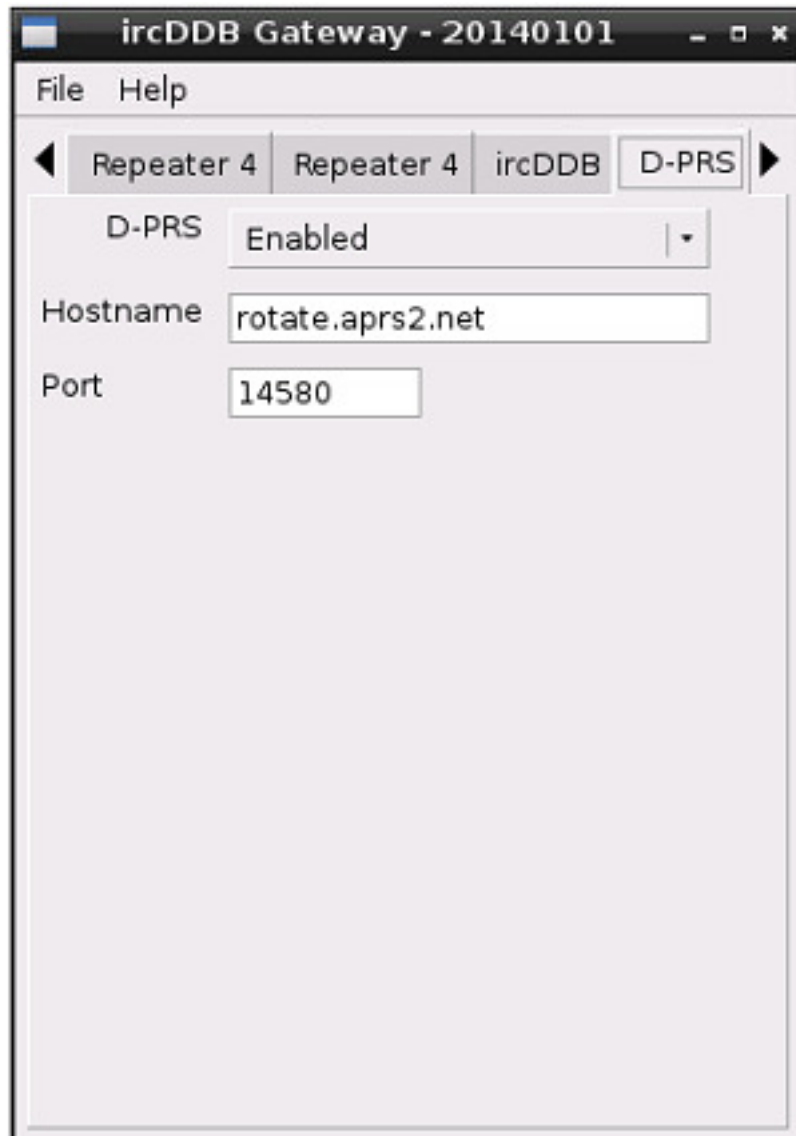 ircDDB Gateway - 20140101
File Help
Repeater 4 Repeater 4 ircDDB D-PRS
D-PRS Enabled
Hostname rotate.aprs2.net
Port 14580